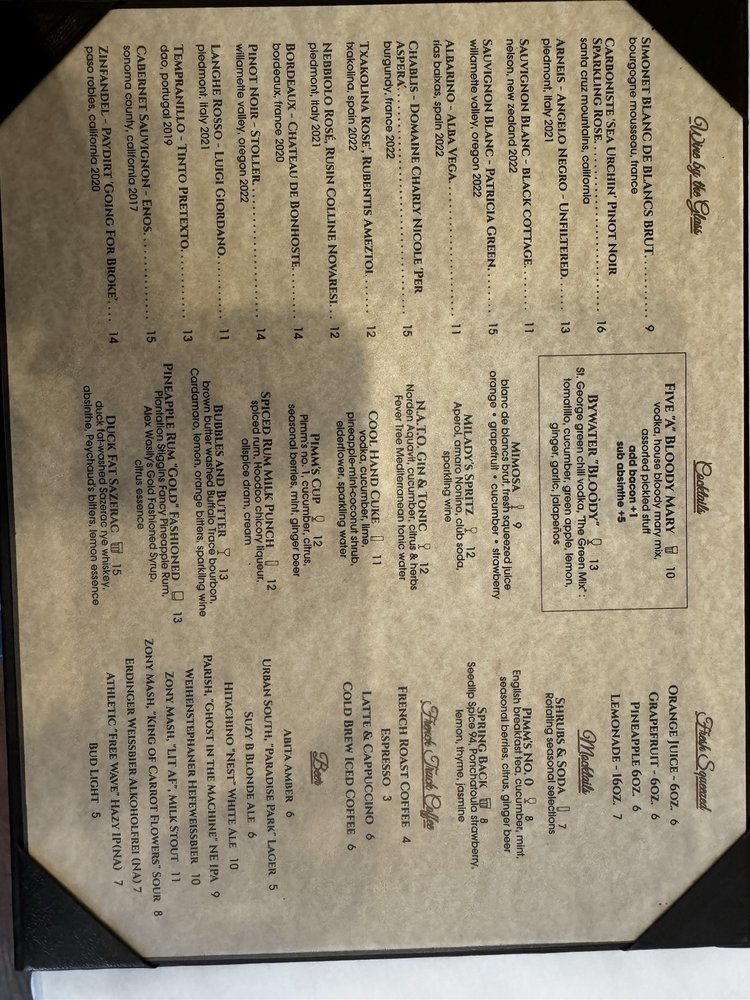 Wine by the Glass
SIMONET BLANC DE BLANCS BRUT 9
bourgogne mousseau, france
CARBONISTE 'SEA URCHIN' PINOT NOIR
SPARKLING ROSE 16
santa cruz mountains, california
ARNEIS - ANGELO NEGRO - UNFILTERED 13
piedmont, italy 2021
SAUVIGNON BLANC - BLACK COTTAGE 11
nelson, new zealand 2022
SAUVIGNON BLANC - PATRICIA GREEN 15
willamette valley, oregon 2022
ALBARINO - ALBA VEGA 11
rias baixas, spain 2022
CHABLIS - DOMAINE CHARLY NICOLE 'PER
ASPERA 15
burgundy, france 2022
TXAKOLINA ROSE', RUBENTIS AMEZTOI 12
txakolina, spain 2022
NEBBIOLO ROSÉ, RUSIN COLLINE NOVARESI 12
piedmont, italy 2021
BORDEAUX - CHATEAU DE BONHOSTE 14
bordeaux, france 2020
PINOT NOIR - STOLLER 14
willamette valley, oregon 2022
LANGHE ROSSO - LUIGI GIORDANO 11
piedmont, italy 2021
TEMPRANILLO - TINTO PRETEXTO 13
dao, portugal 2019
CABERNET SAUVIGNON - ENOS 15
sonoma county, california 2017
ZINFANDEL - PAYDIRT 'GOING FOR BROKE' 14
paso robles, california 2020
Cocktails
FIVE "A" BLOODY MARY 10
vodka, house bloody mary mix,
assorted pickled stuff
add bacon +1
sub absinthe +5
BYWATER "BLOODY" 13
St. George green chili vodka, 'The Green Mix' :
tomatillo, cucumber, green apple, lemon,
ginger, garlic, jalapeños
MIMOSA 9
blanc de blancs brut, fresh squeezed juice
orange • grapefruit • cucumber • strawberry
MILADY'S SPRITZ 12
Aperol, amaro Nonino, club soda,
sparkling wine
N.A.T.O. GIN & TONIC 12
Norden Aquavit, cucumber, citrus & herbs
Fever Tree Mediterranean tonic water
COOL HAND LUKE 11
vodka, cucumber, lime,
pineapple-mint-coconut shrub,
elderflower, sparkling water
PIMM'S CUP 12
Pimm's no.1, cucumber, citrus,
seasonal berries, mint, ginger beer
SPICED RUM MILK PUNCH 12
spiced rum, Hoodoo chicory liqueur,
allspice dram, cream
BUBBLES AND BUTTER 13
brown butter washed Buffalo Trace bourbon,
Cardamaro, lemon, orange bitters, sparkling wine
PINEAPPLE RUM "GOLD" FASHIONED 13
Plantation Stiggins Fancy Pineapple Rum,
Alex Wasily's Gold Fashioned Syrup,
citrus essence
DUCK FAT SAZERAC 15
duck fat-washed Sazerac rye whiskey,
absinthe, Peychaud's bitters, lemon essence
Fresh Squeezed
ORANGE JUICE - 6OZ. 6
GRAPEFRUIT - 6OZ. 6
PINEAPPLE 6OZ. 6
LEMONADE - 16OZ. 7
Mocktails
SHRUBS & SODA 7
Rotating seasonal selections
PIMM'S NO. 0 8
English breakfast tea, cucumber, mint,
seasonal berries, citrus, ginger beer
SPRING BACK 8
Seedlip Spice 94, Ponchatoula strawberry,
lemon, thyme, jasmine
French Truck Coffee
FRENCH ROAST COFFEE 4
ESPRESSO 3
LATTE & CAPPUCCINO 6
COLD BREW ICED COFFEE 6
Beer
ABITA AMBER 6
URBAN SOUTH, "PARADISE PARK" LAGER 5
SUZY B BLONDE ALE 6
HITACHINO "NEST" WHITE ALE 10
PARISH, "GHOST IN THE MACHINE" NE IPA 9
WEIHENSTEPHANER HEFEWEISSBIER 10
ZONY MASH, "LIT AF", MILK STOUT 11
ZONY MASH, "KING OF CARROT FLOWERS" SOUR 8
ERDINGER WEISSBIER ALKOHOLFREI (NA) 7
ATHLETIC "FREE WAVE" HAZY IP(NA) 7
BUD LIGHT 5